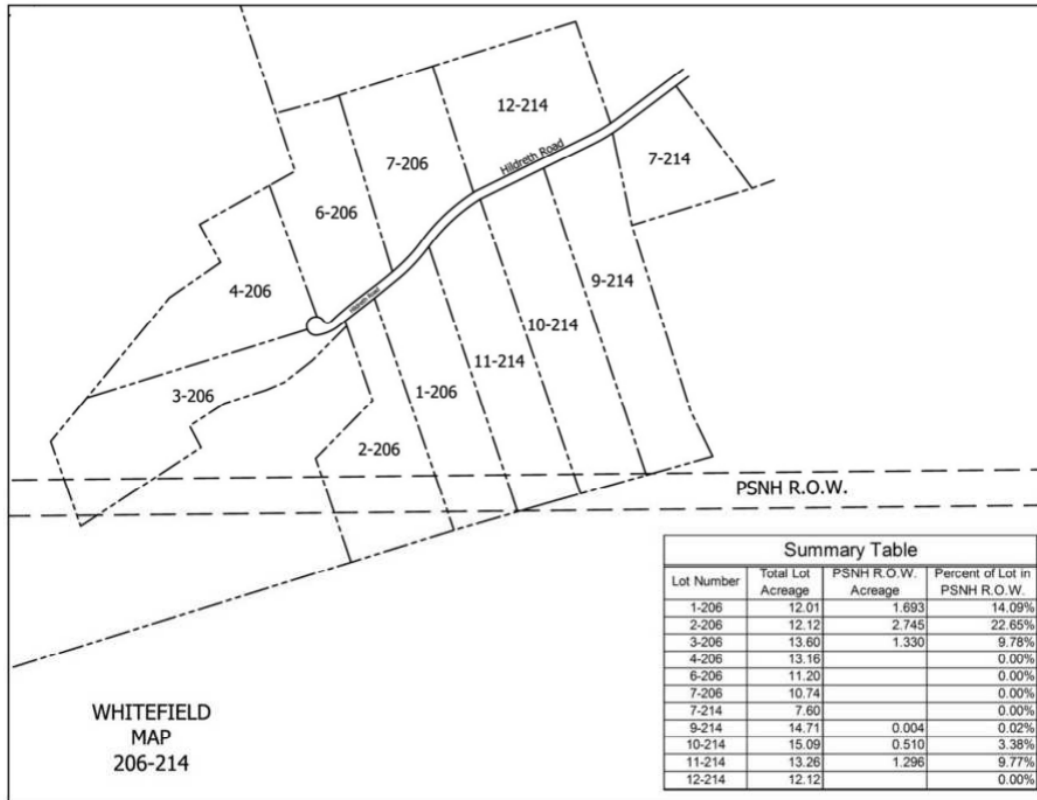 12-214
Hildreth Road
7-206
7-214
6-206
9-214
4-206
Hildreth Road
10-214
11-214
3-206
1-206
2-206
PSNH R.O.W.
Summary Table
Lot Number Total Lot Acreage PSNH R.O.W. Acreage Percent of Lot in PSNH R.O.W.
1-206 12.01 1.693 14.09%
2-206 12.12 2.745 22.65%
3-206 13.60 1.330 9.78%
4-206 13.16 0.00%
6-206 11.20 0.00%
7-206 10.74 0.00%
7-214 7.60 0.00%
9-214 14.71 0.004 0.02%
10-214 15.09 0.510 3.38%
11-214 13.26 1.296 9.77%
12-214 12.12 0.00%
WHITEFIELD
MAP
206-214